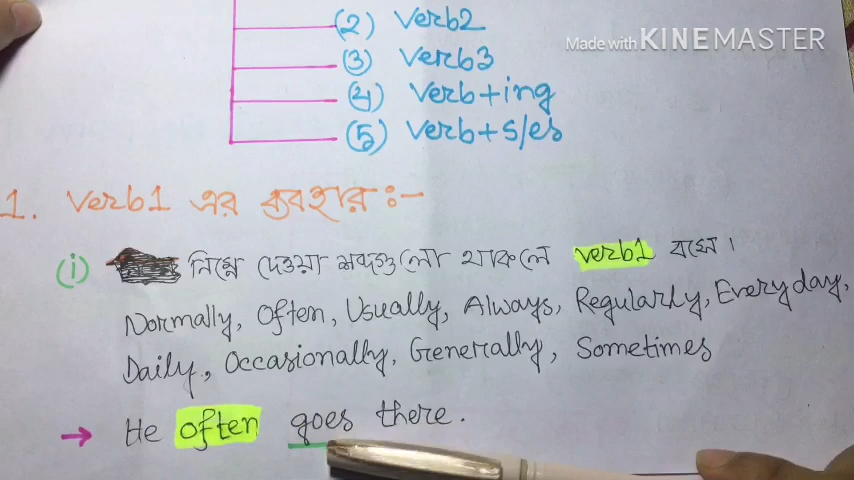 (2) Verb2
Made with KINEMASTER
(3) Verb3
(4) Verb+ing
(5) Verb+s/es
1. Verb1 এর ব্যবহার :-
(i) নিম্নে দেওয়া শব্দগুলো থাকলে verb1 বসে।
Normally, Often, Usually, Always, Regularly, Everyday,
Daily, Occasionally, Generally, Sometimes
→ He often goes there.